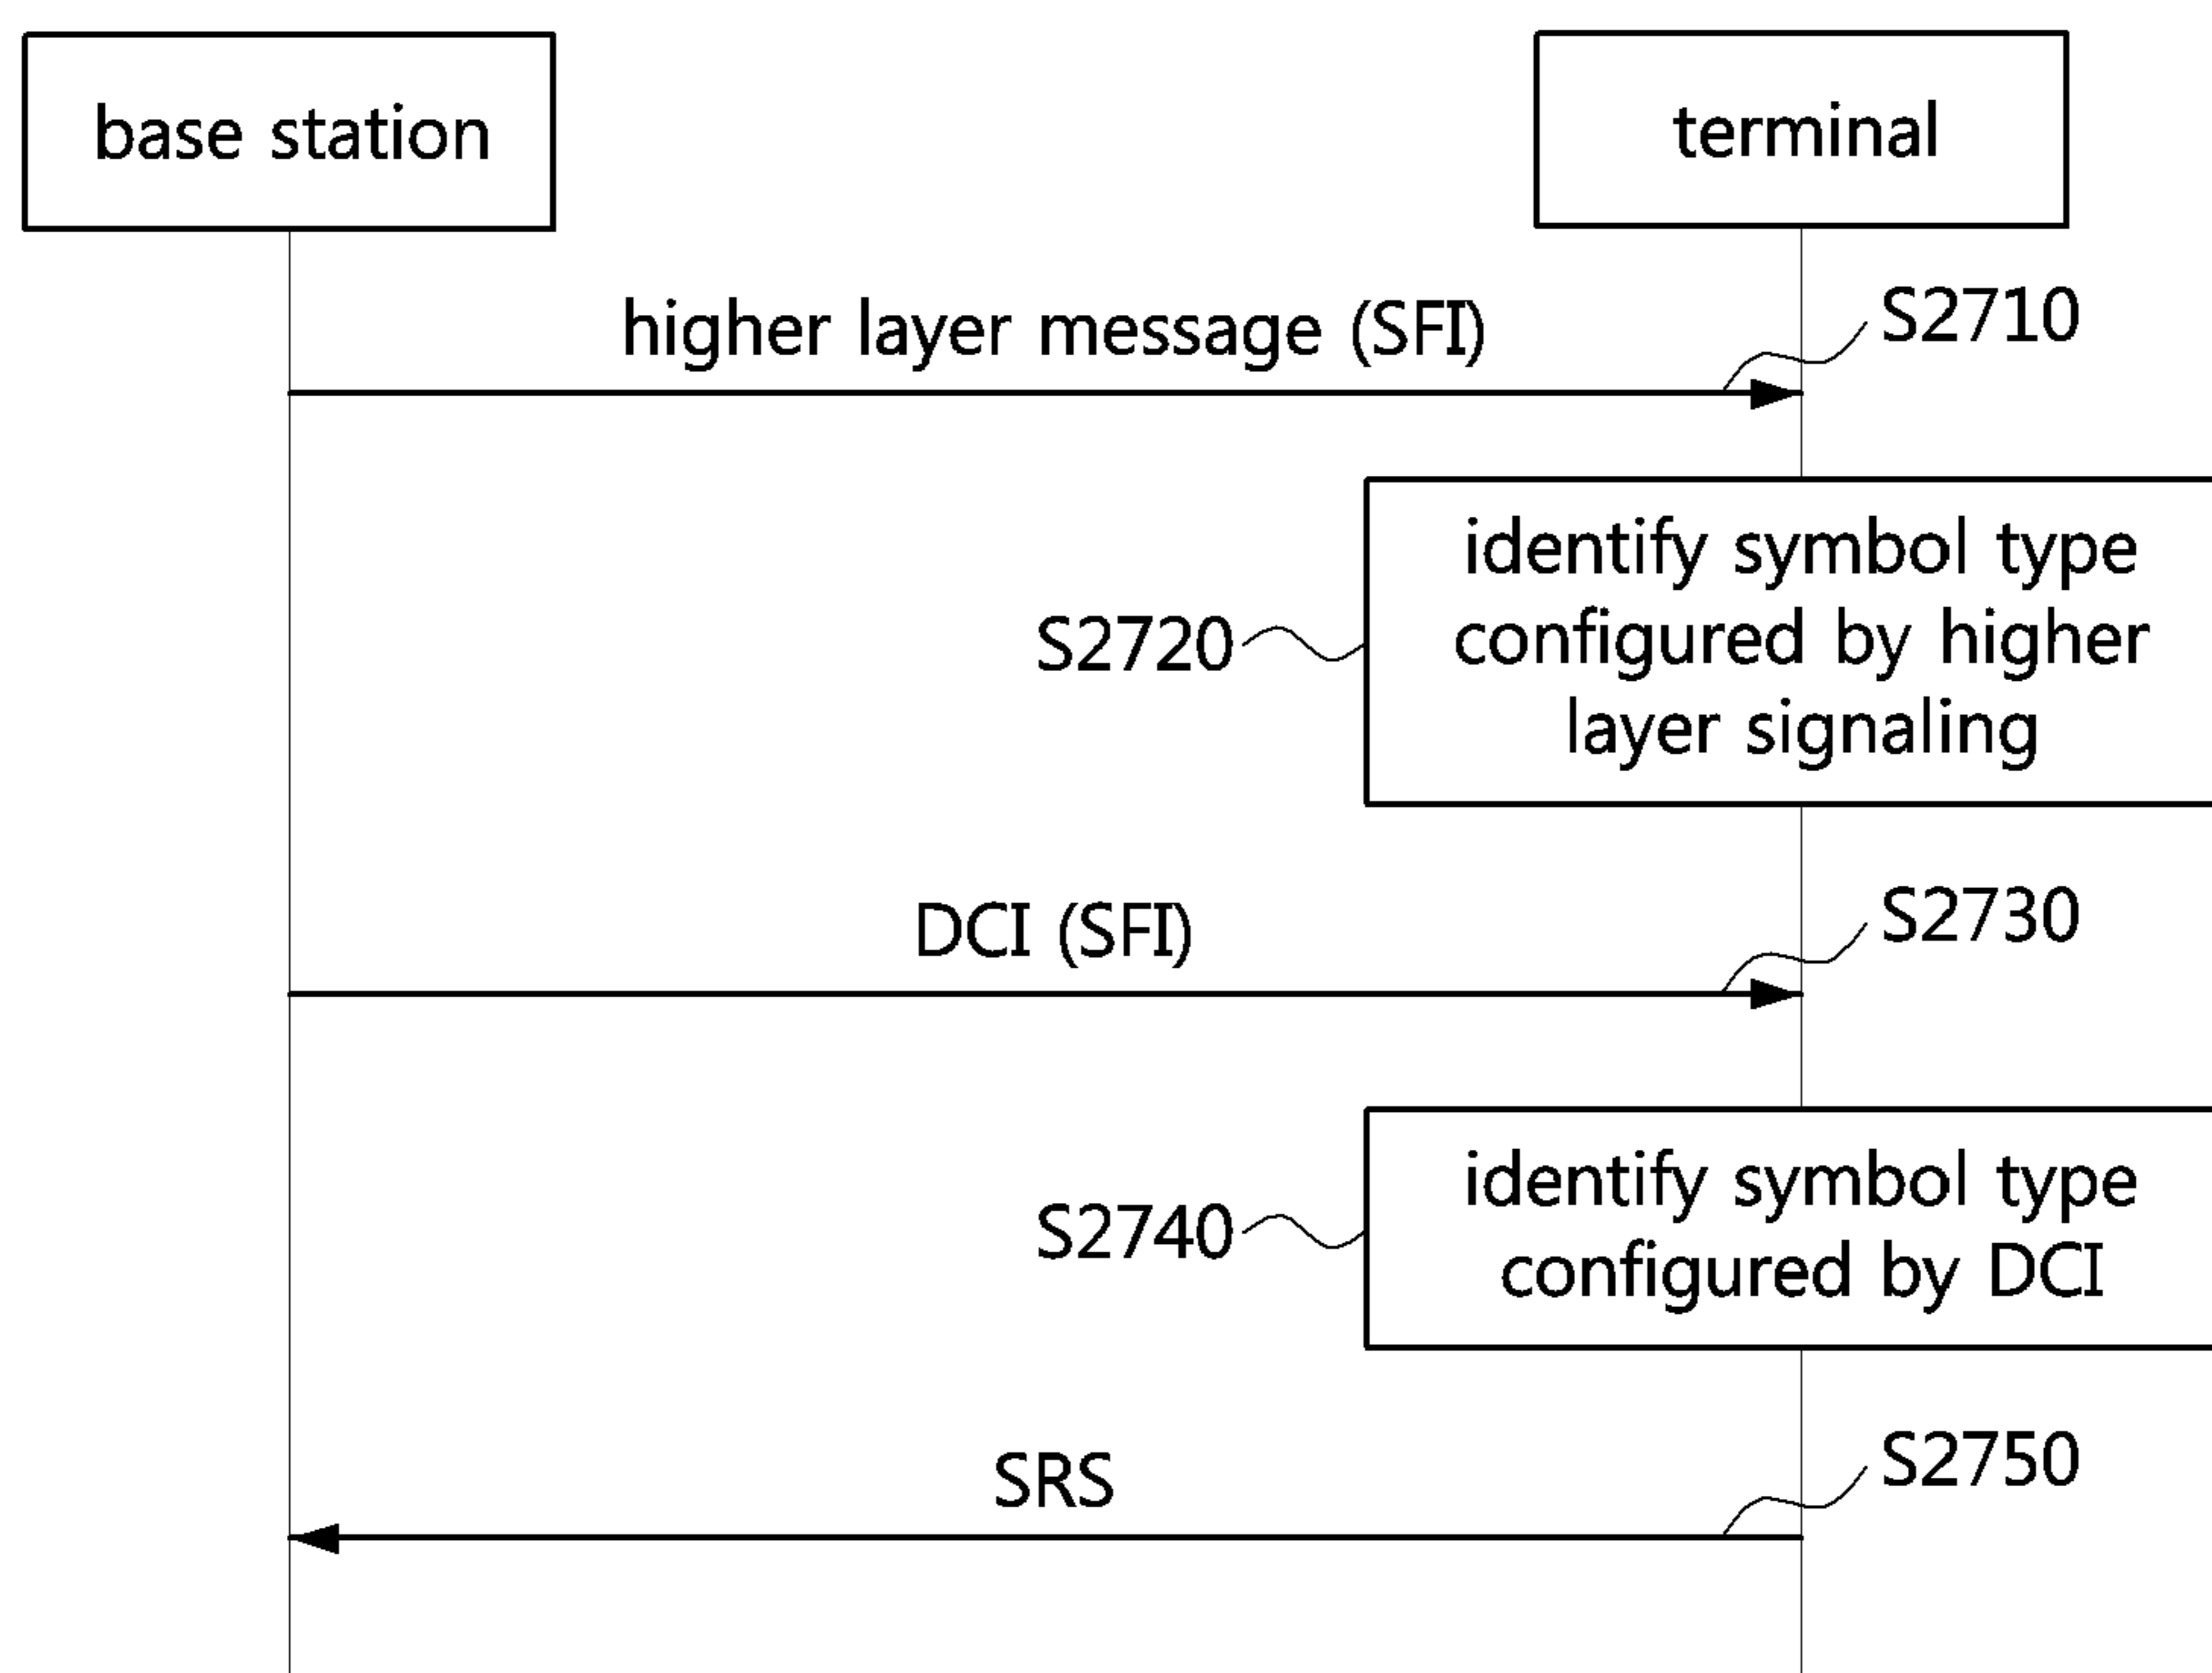 base station
terminal
higher layer message (SFI)
S2710
identify symbol type
configured by higher
layer signaling
S2720
DCI (SFI)
S2730
identify symbol type
configured by DCI
S2740
SRS
S2750